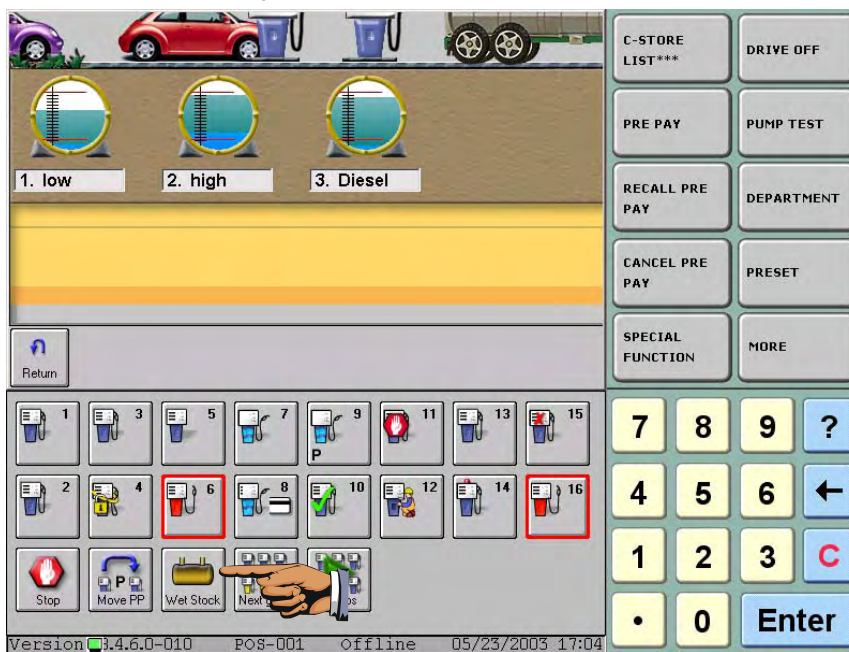 1. low
2. high
3. Diesel
Return
C-STORE
LIST***
DRIVE OFF
PRE PAY
PUMP TEST
RECALL PRE
PAY
DEPARTMENT
CANCEL PRE
PAY
PRESET
SPECIAL
FUNCTION
MORE
1
3
5
7
9
P
11
13
15
2
4
6
8
10
12
14
16
Stop
P
Move PP
Wet Stock
Next
7
8
9
?
4
5
6
←
1
2
3
C
•
0
Enter
Version 3.4.6.0-010 POS-001 Offline 05/23/2003 17:04